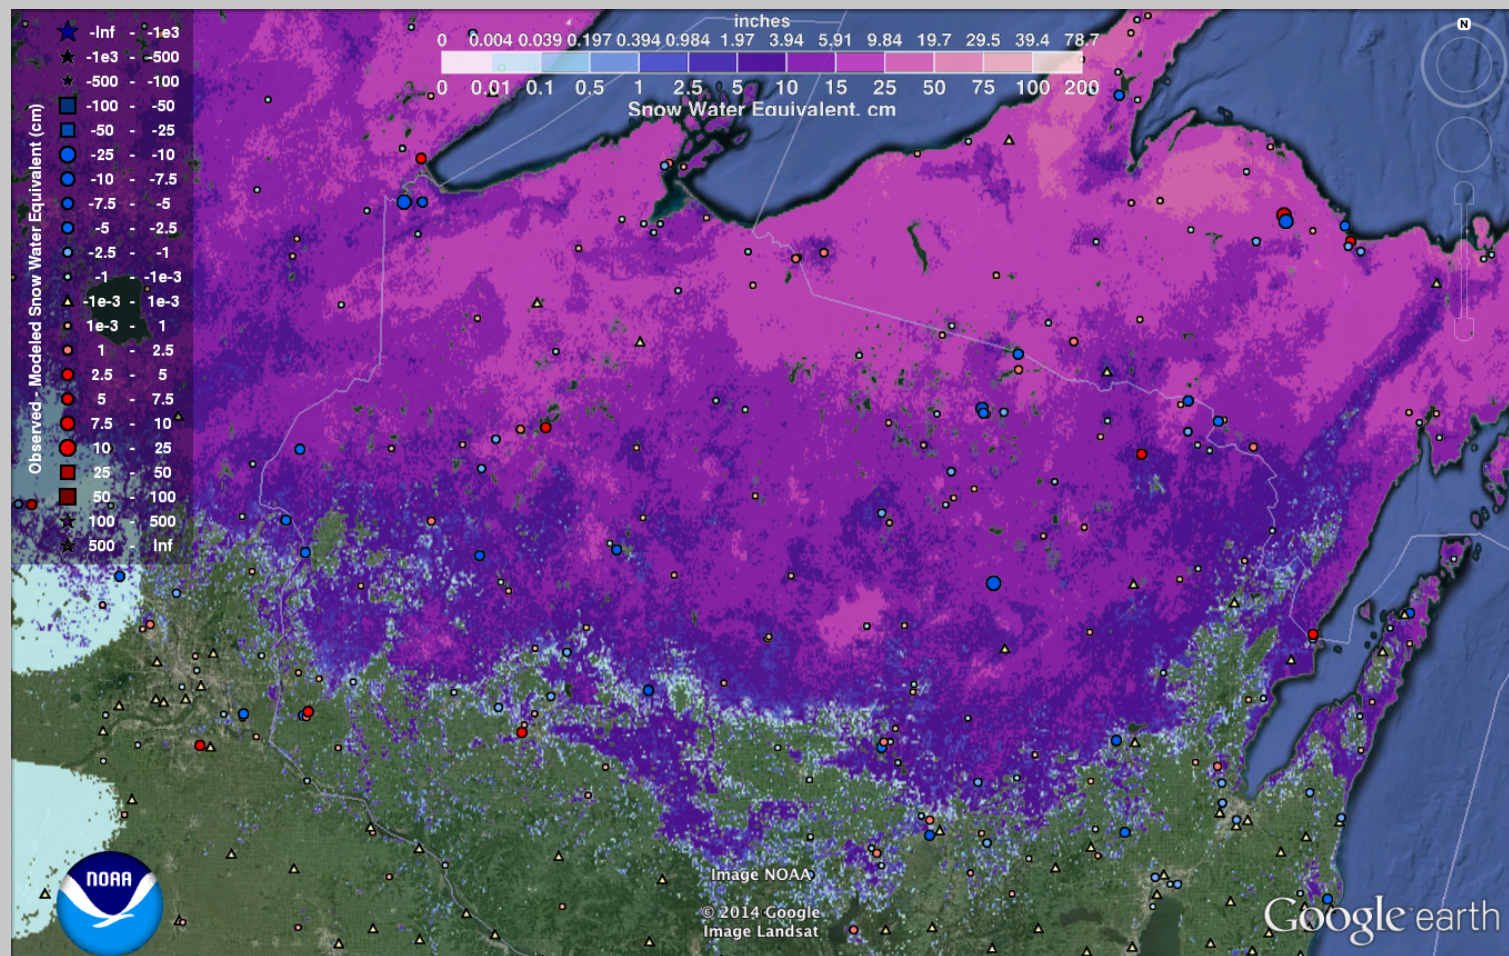 inches
0 0.004 0.039 0.197 0.394 0.984 1.97 3.94 5.91 9.84 19.7 29.5 39.4 78.7
0 0.01 0.1 0.5 1 2.5 5 10 15 25 50 75 100 200
Snow Water Equivalent, cm
N
Observed - Modeled Snow Water Equivalent (cm)
-Inf - -1e3
-1e3 - -500
-500 - -100
-100 - -50
-50 - -25
-25 - -10
-10 - -7.5
-7.5 - -5
-5 - -2.5
-2.5 - -1
-1 - -1e-3
-1e-3 - 1e-3
1e-3 - 1
1 - 2.5
2.5 - 5
5 - 7.5
7.5 - 10
10 - 25
25 - 50
50 - 100
100 - 500
500 - Inf
NOAA
Image NOAA
© 2014 Google
Image Landsat
Google earth